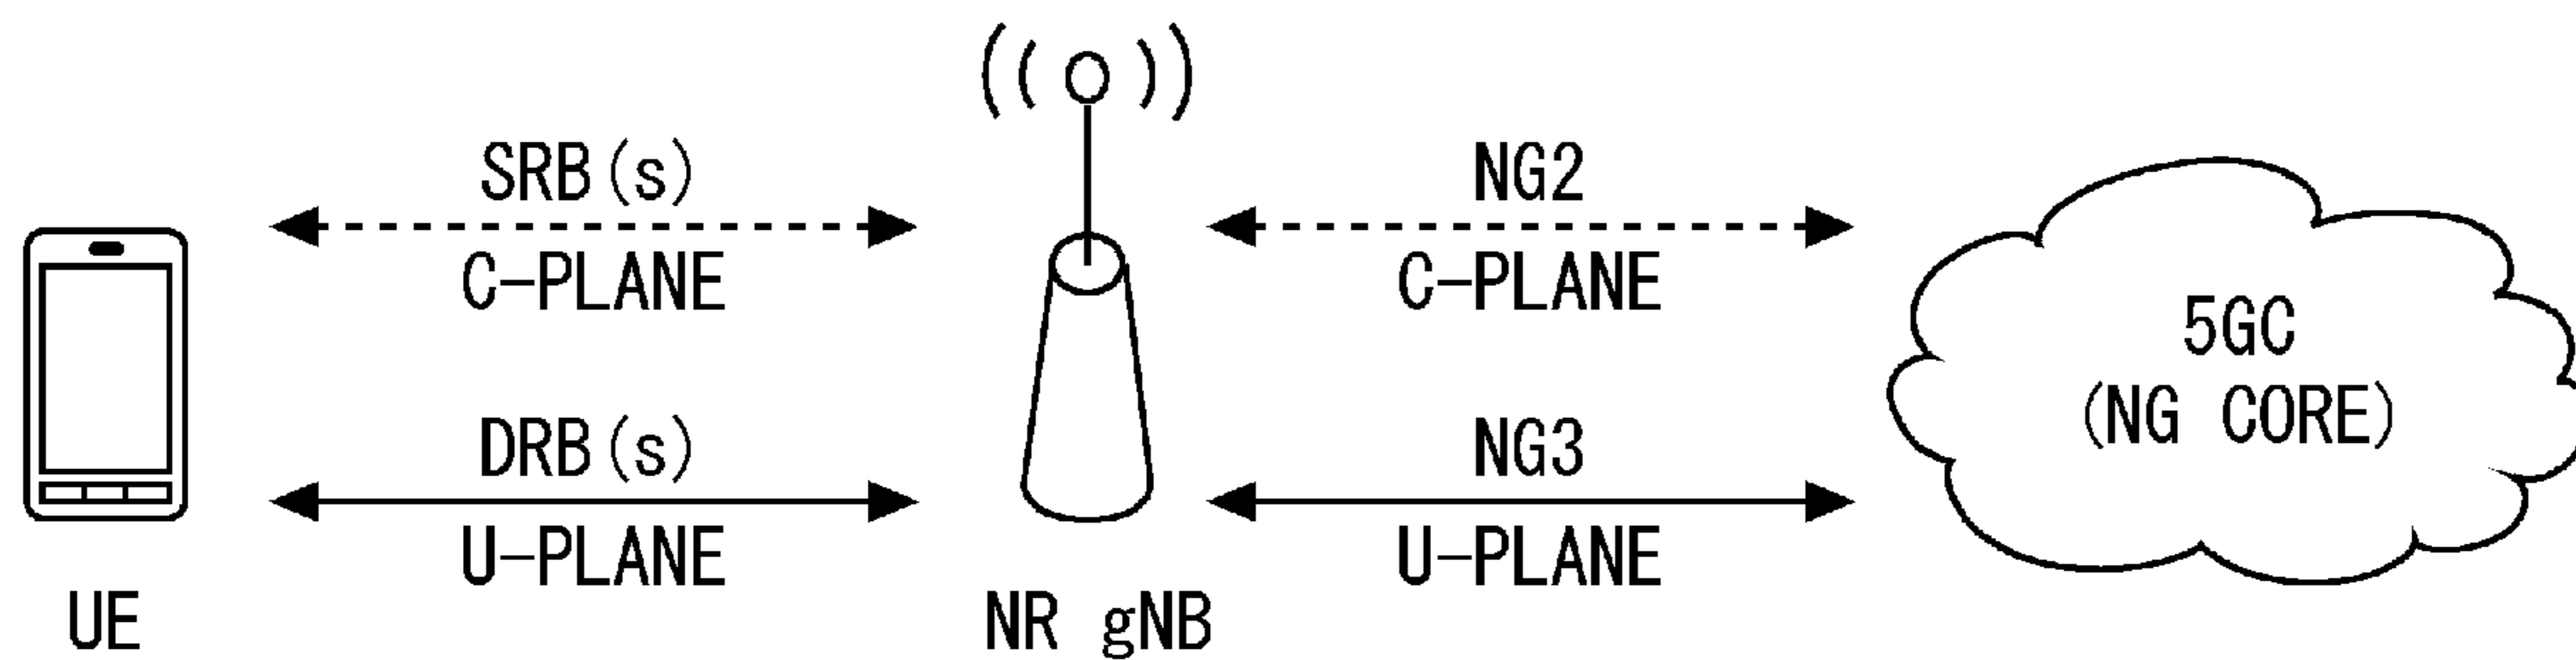 SRB(s)
C-PLANE
NG2
C-PLANE
5GC
(NG CORE)
DRB(s)
U-PLANE
NG3
U-PLANE
UE
NR gNB